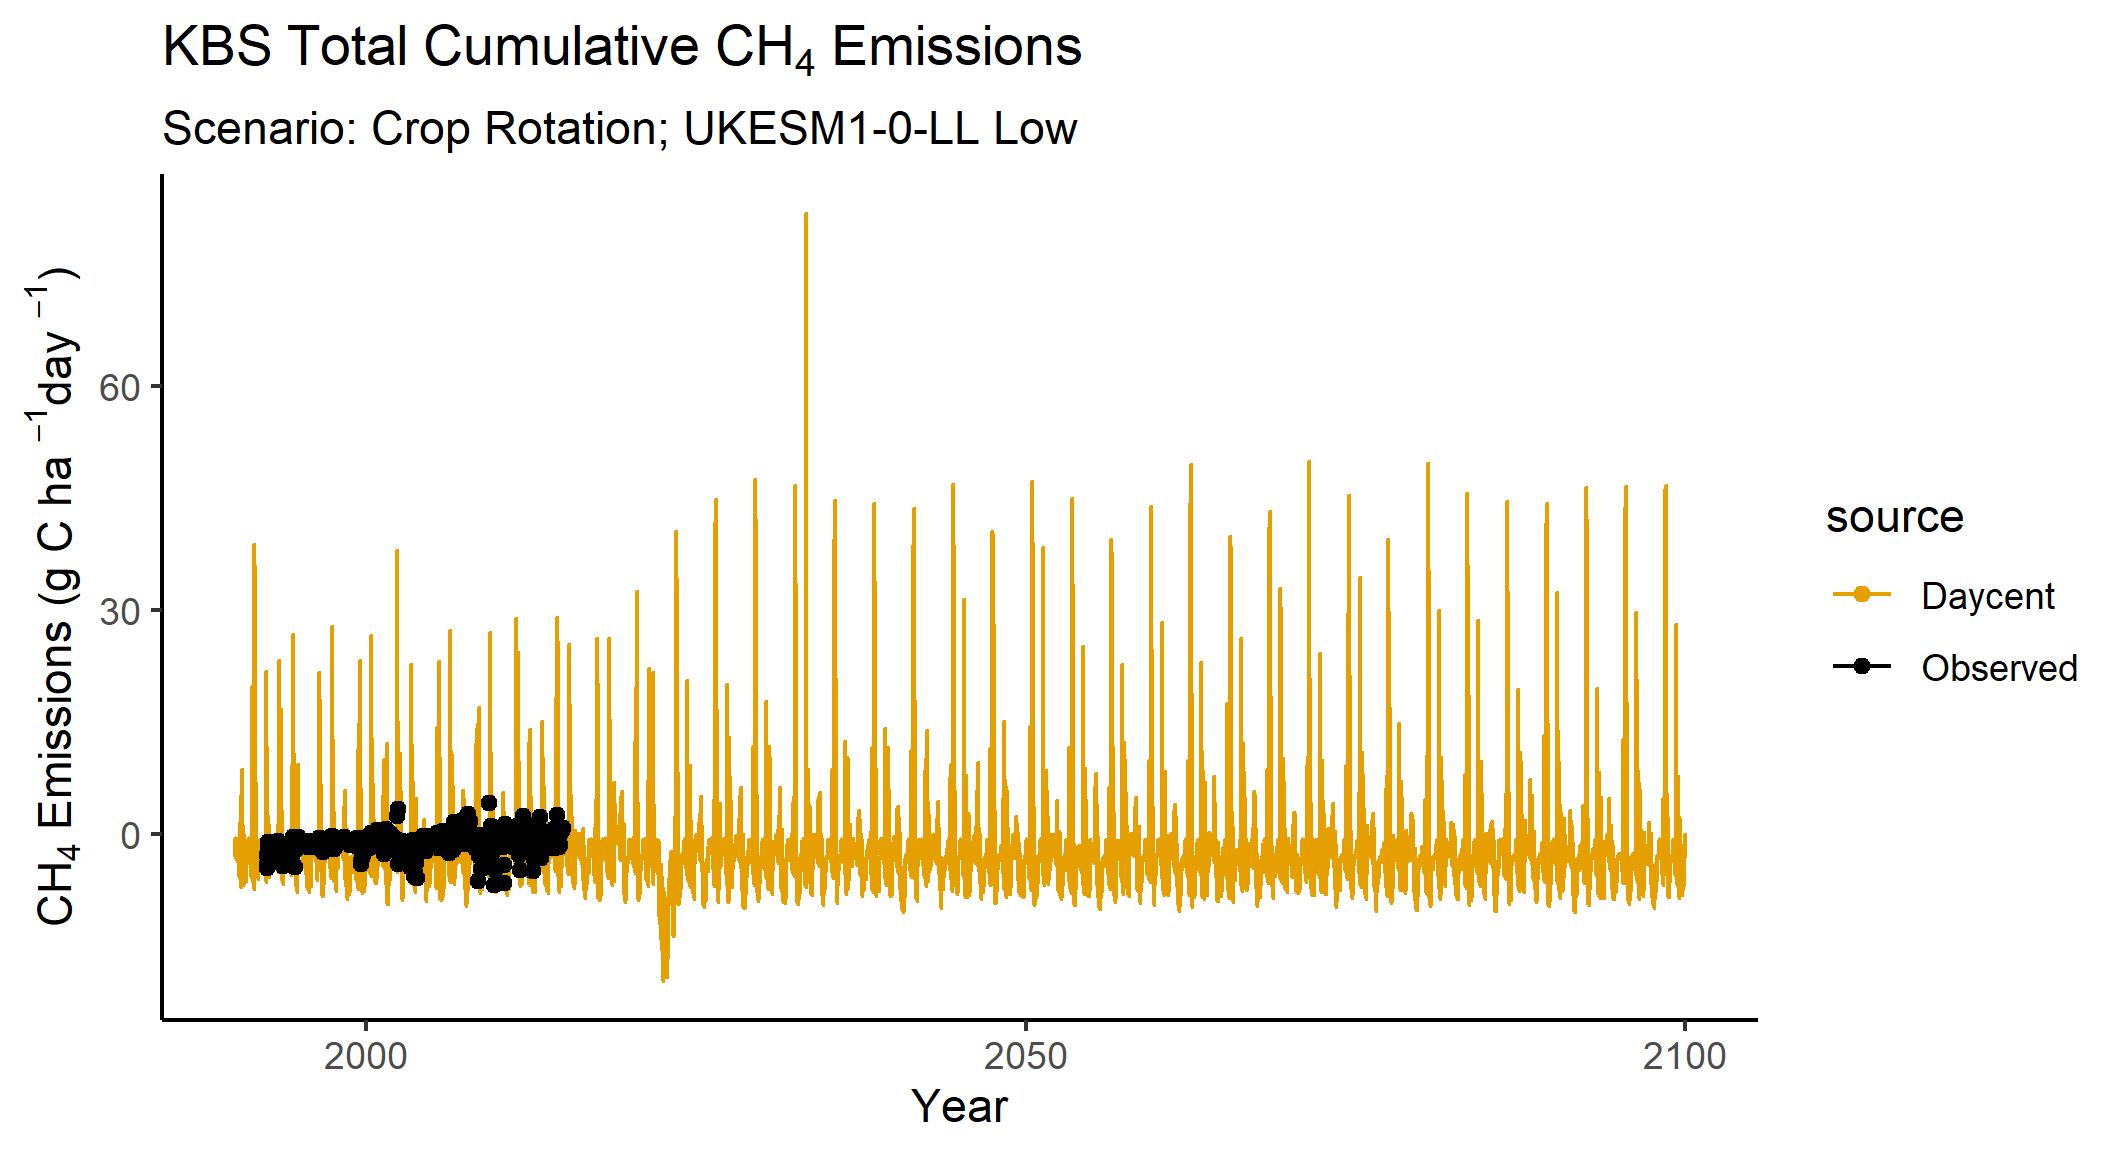 KBS Total Cumulative CH₄ Emissions
Scenario: Crop Rotation; UKESM1-0-LL Low
CH₄ Emissions (g C ha ⁻¹day ⁻¹)
60
30
0
2000
2050
2100
Year
source
Daycent
Observed